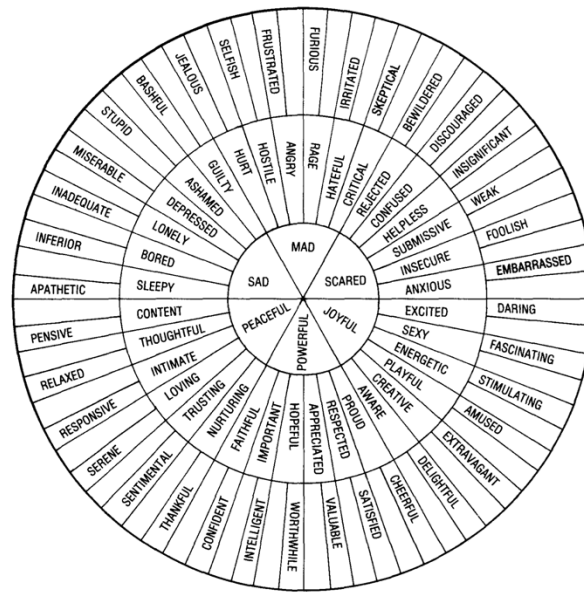 MAD
SCARED
JOYFUL
POWERFUL
PEACEFUL
SAD
RAGE
HATEFUL
CRITICAL
REJECTED
CONFUSED
HELPLESS
SUBMISSIVE
INSECURE
ANXIOUS
EXCITED
SEXY
ENERGETIC
PLAYFUL
CREATIVE
AWARE
PROUD
RESPECTED
APPRECIATED
HOPEFUL
IMPORTANT
FAITHFUL
NURTURING
TRUSTING
LOVING
INTIMATE
THOUGHTFUL
CONTENT
SLEEPY
BORED
LONELY
DEPRESSED
ASHAMED
GUILTY
HURT
HOSTILE
ANGRY
FURIOUS
IRRITATED
SKEPTICAL
BEWILDERED
DISCOURAGED
INSIGNIFICANT
WEAK
FOOLISH
EMBARRASSED
DARING
FASCINATING
STIMULATING
AMUSED
EXTRAVAGANT
DELIGHTFUL
CHEERFUL
SATISFIED
VALUABLE
WORTHWHILE
INTELLIGENT
CONFIDENT
THANKFUL
SENTIMENTAL
SERENE
RESPONSIVE
RELAXED
PENSIVE
APATHETIC
INFERIOR
INADEQUATE
MISERABLE
STUPID
BASHFUL
JEALOUS
SELFISH
FRUSTRATED